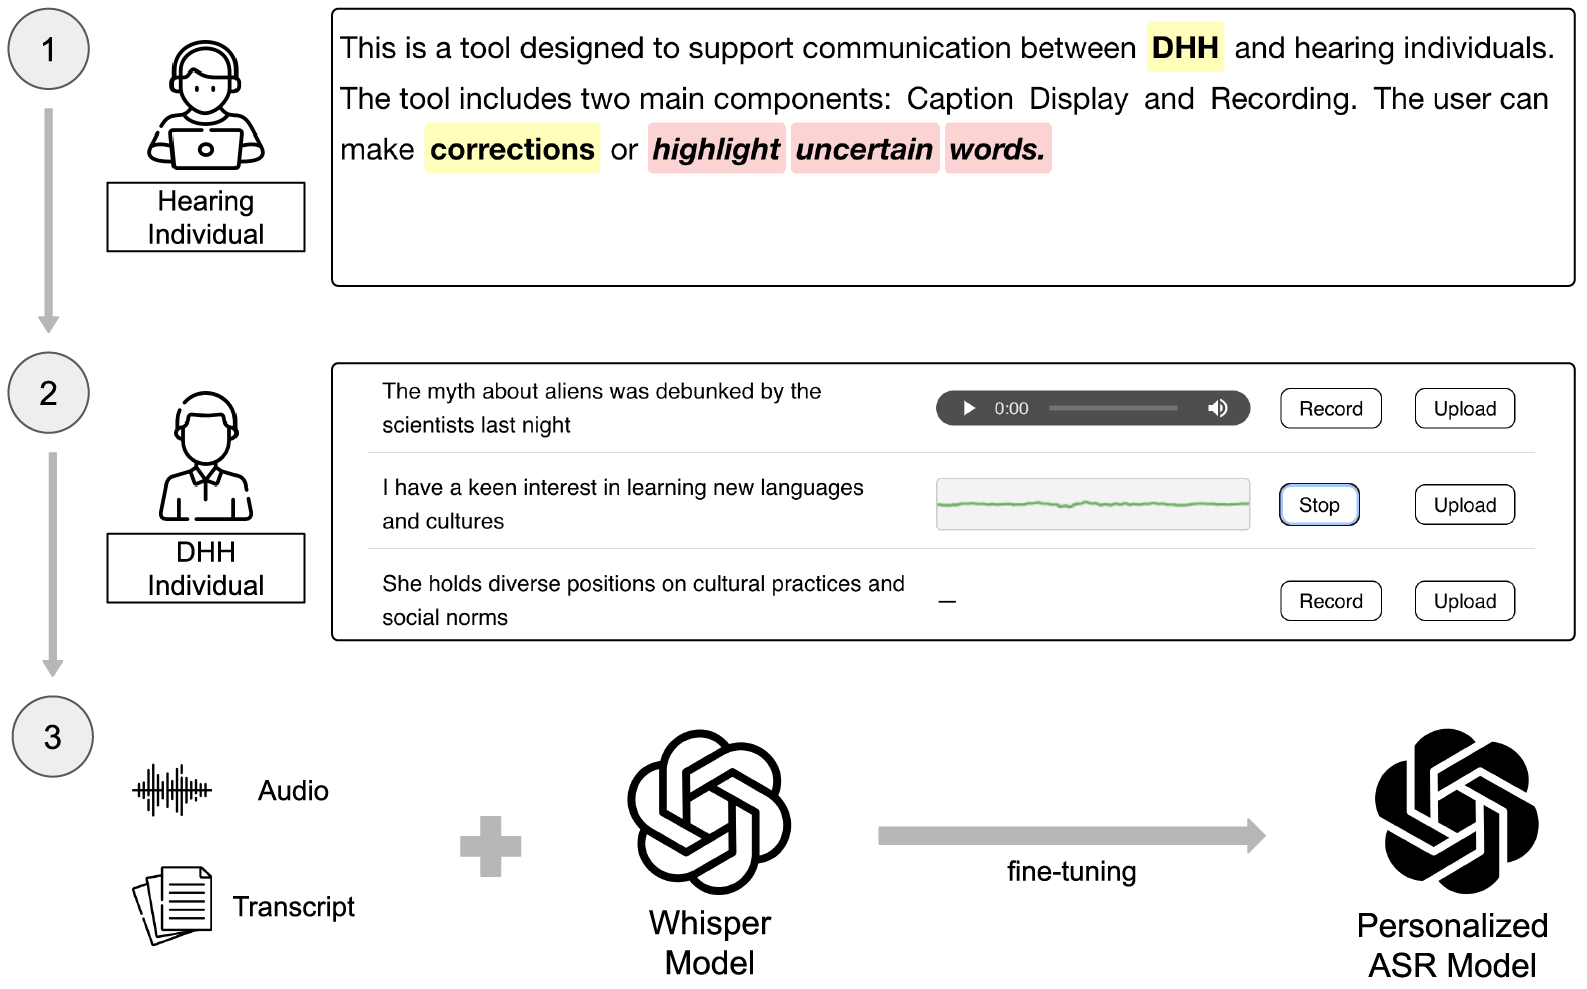 1
This is a tool designed to support communication between DHH and hearing individuals.
The tool includes two main components: Caption Display and Recording. The user can
make corrections or highlight uncertain words.
Hearing
Individual
2
The myth about aliens was debunked by the
scientists last night
0:00
Record
Upload
I have a keen interest in learning new languages
and cultures
Stop
Upload
She holds diverse positions on cultural practices and
social norms
—
Record
Upload
DHH
Individual
3
Audio
Transcript
Whisper
Model
fine-tuning
Personalized
ASR Model